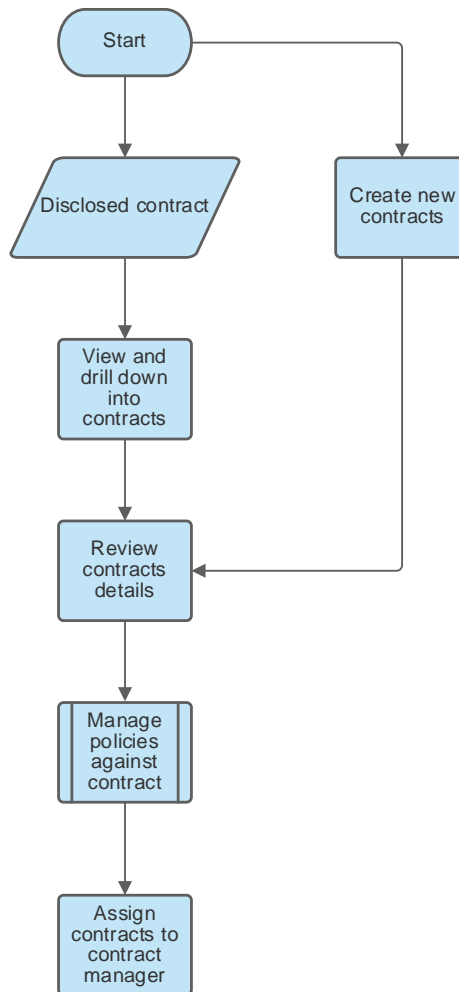 Start
Disclosed contract
Create new
contracts
View and
drill down
into
contracts
Review
contracts
details
Manage
policies
against
contract
Assign
contracts to
contract
manager